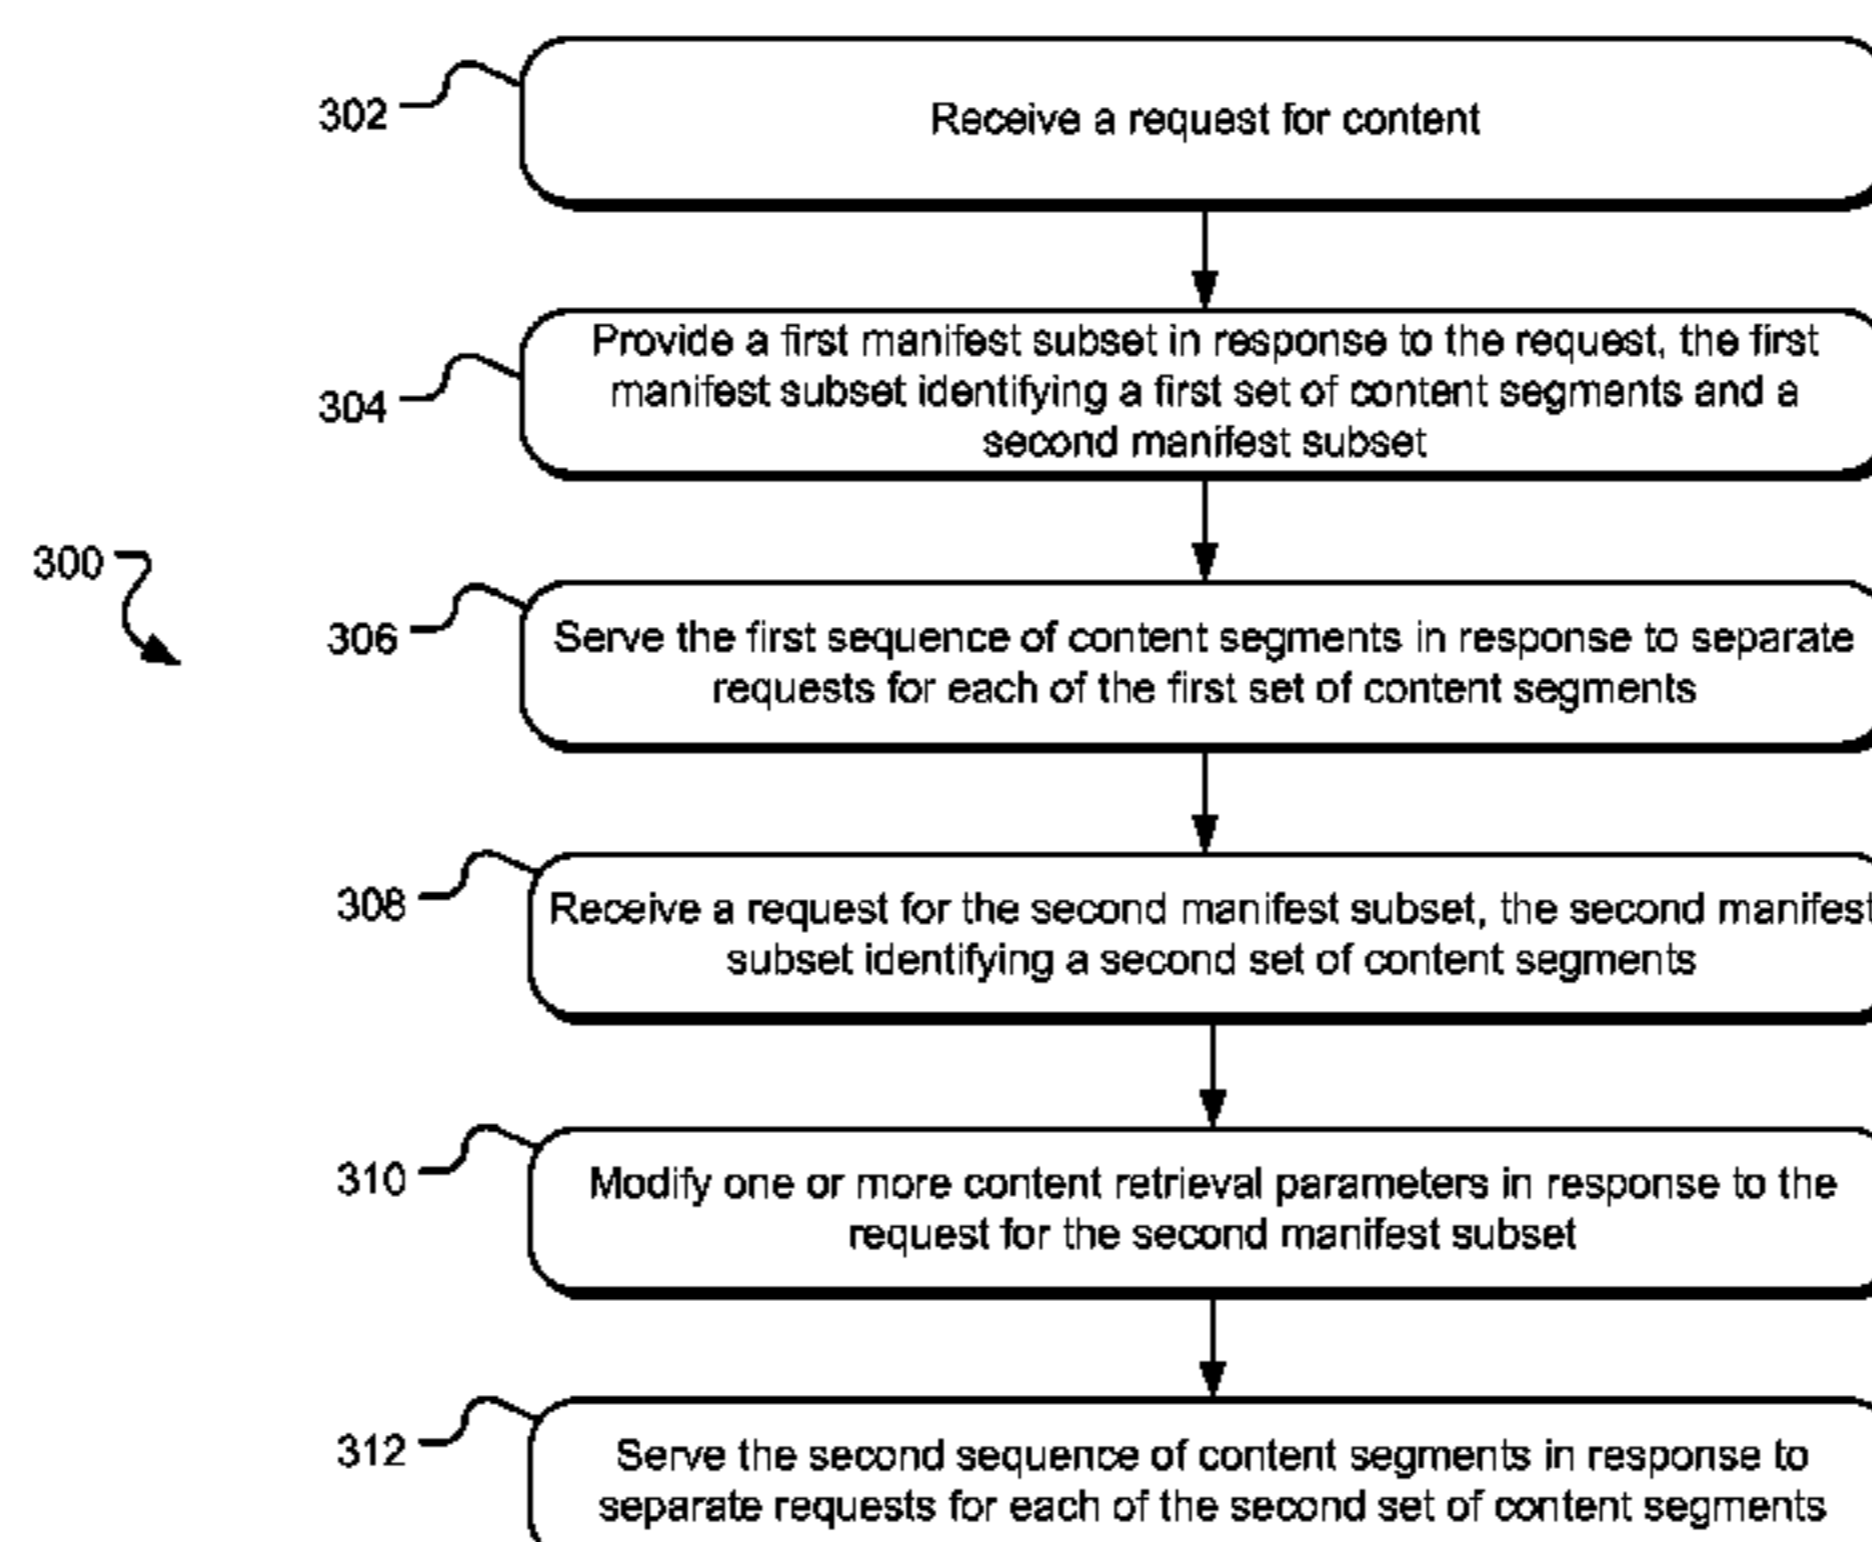 302
Receive a request for content
304
Provide a first manifest subset in response to the request, the first
manifest subset identifying a first set of content segments and a
second manifest subset
300
306
Serve the first sequence of content segments in response to separate
requests for each of the first set of content segments
308
Receive a request for the second manifest subset, the second manifest
subset identifying a second set of content segments
310
Modify one or more content retrieval parameters in response to the
request for the second manifest subset
312
Serve the second sequence of content segments in response to
separate requests for each of the second set of content segments